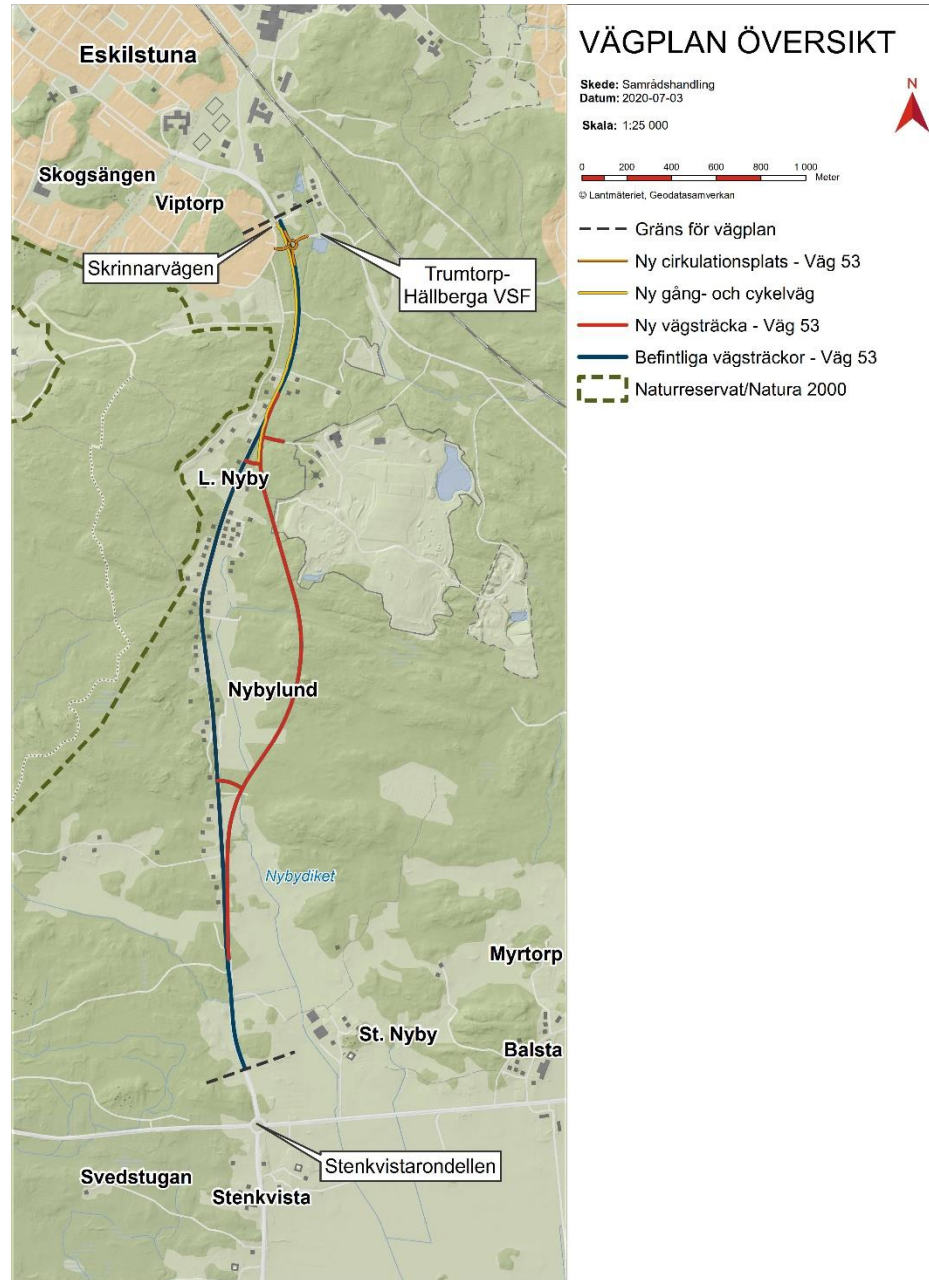 Eskilstuna
Skogsängen
Viptorp
Skrinnarvägen
Trumtorp-
Hällberga VSF
L. Nyby
Nybylund
Nybydiket
Myrtorp
St. Nyby
Balsta
Stenkvistarondellen
Svedstugan
Stenkvista
VÄGPLAN ÖVERSIKT
Skede: Samrådshandling
Datum: 2020-07-03
Skala: 1:25 000
N
0 200 400 600 800 1 000
Meter
© Lantmäteriet, Geodatasamverkan
Gräns för vägplan
Ny cirkulationsplats - Väg 53
Ny gång- och cykelväg
Ny vägsträcka - Väg 53
Befintliga vägsträckor - Väg 53
Naturreservat/Natura 2000